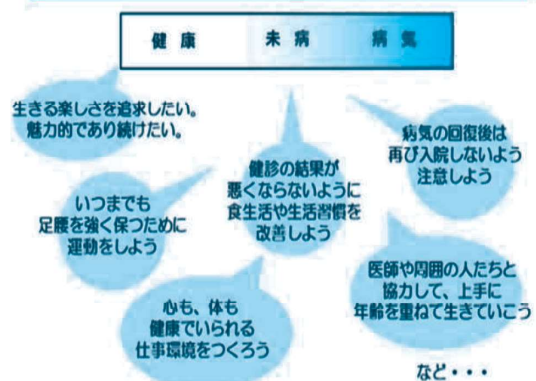 健康 未病 病気
生きる楽しさを追求したい。
魅力的であり続けたい。
病気の回復後は
再び入院しないよう
注意しよう
健診の結果が
悪くならないように
食生活や生活習慣を
改善しよう
いつまでも
足腰を強く保つために
運動をしよう
医師や周囲の人たちと
協力して、上手に
年齢を重ねて生きていこう
心も、体も
健康でいられる
仕事環境をつくろう
など・・・